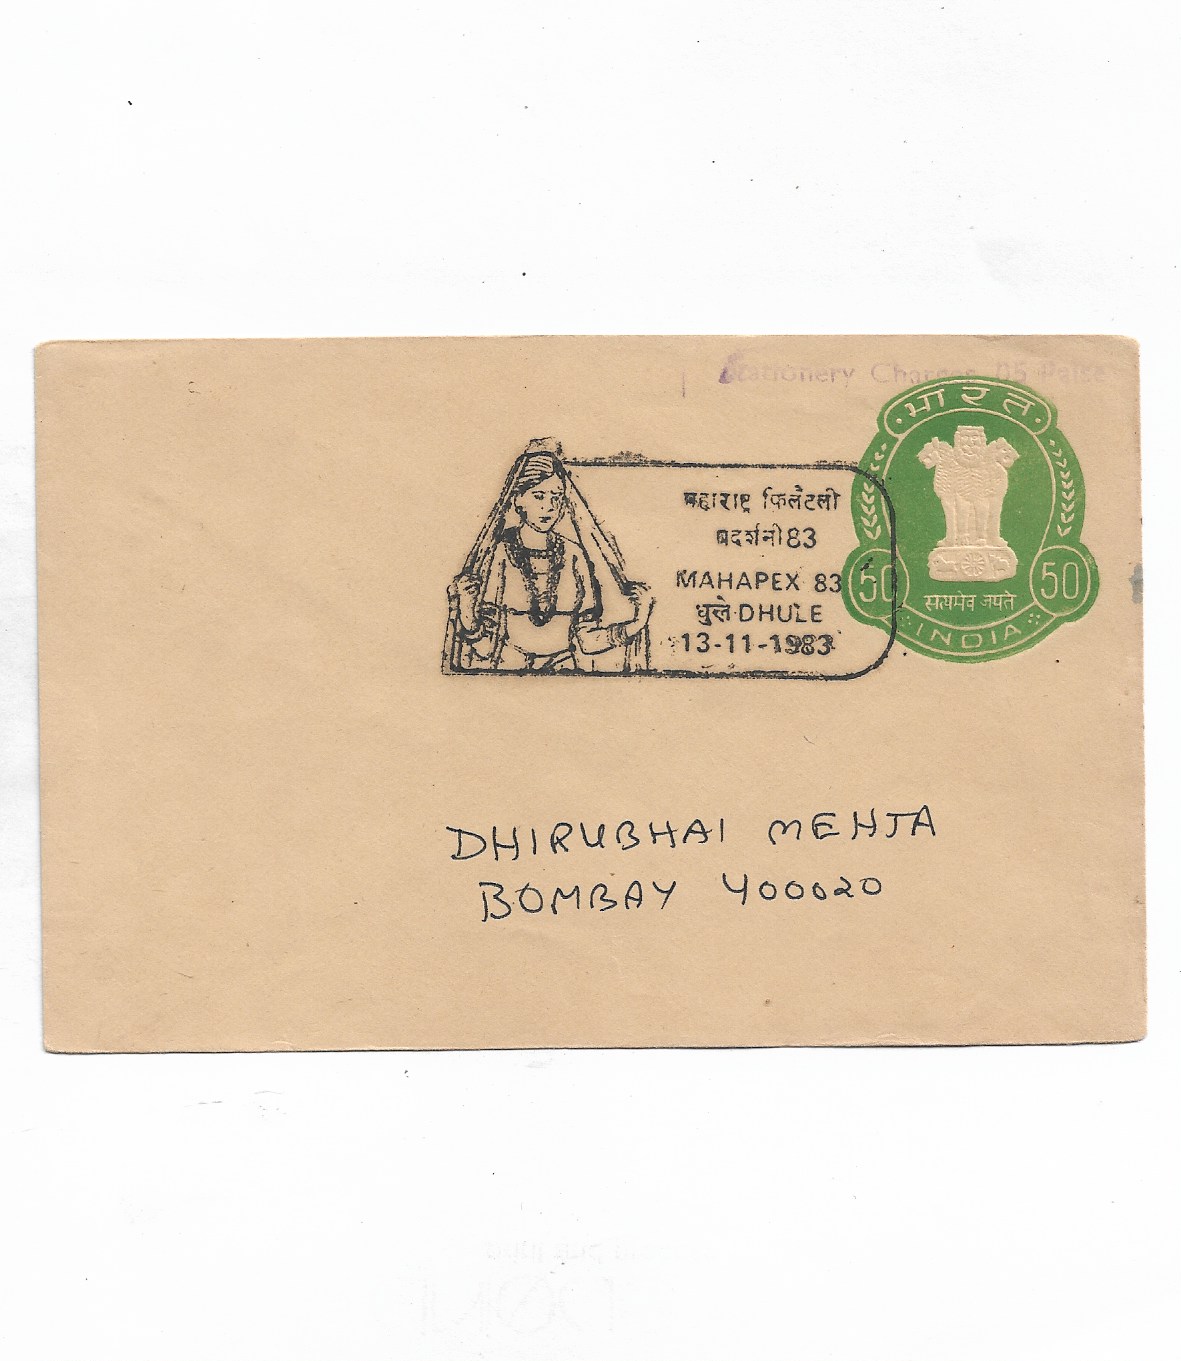 Stationery Charges 05 Paise
भारत
महाराष्ट्र फिलॅटली
प्रदर्शनी 83
MAHAPEX 83
धुले DHULE
13-11-1983
50 50
सत्यमेव जयते
INDIA
DHIRUBHAI MEHTA
BOMBAY 400020